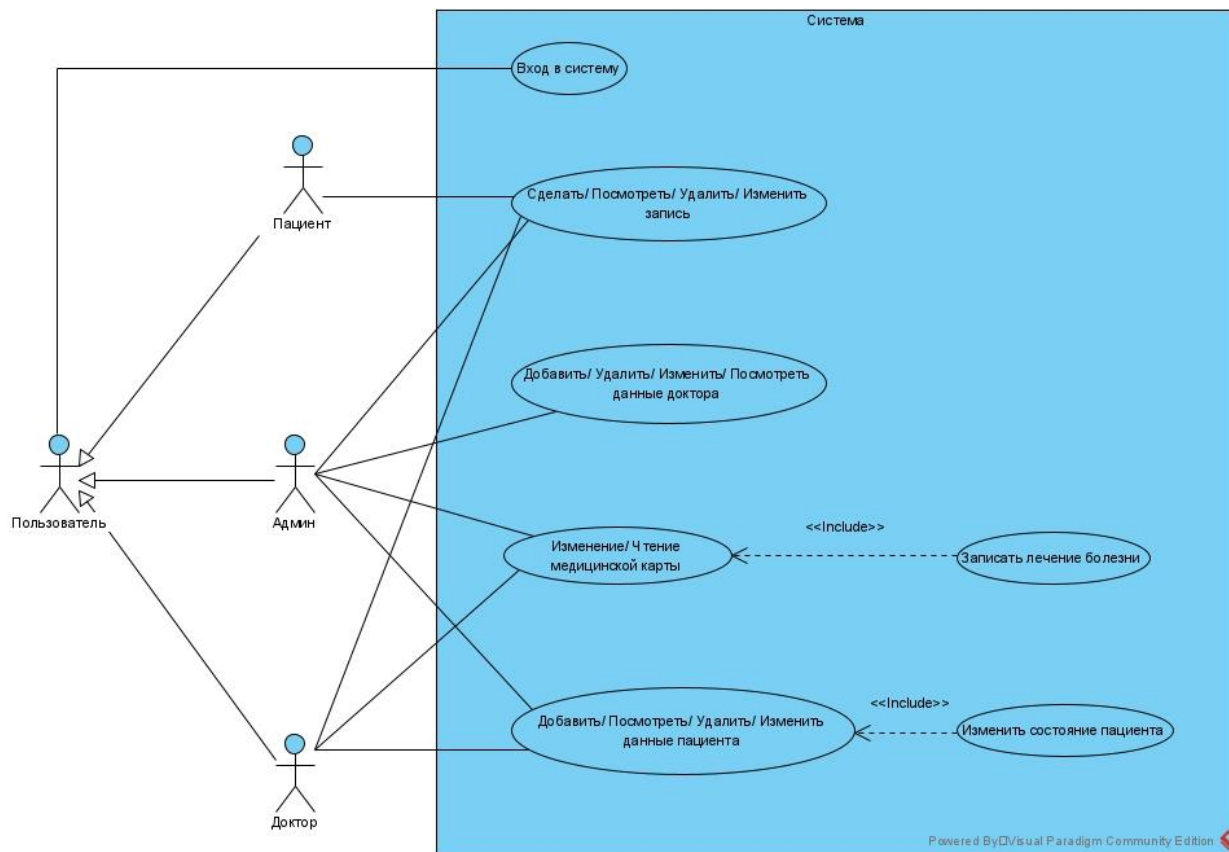 Система
Вход в систему
Пациент
Сделать/ Посмотреть/ Удалить/ Изменить
запись
Добавить/ Удалить/ Изменить/ Посмотреть
данные доктора
Пользователь
Админ
Изменение/ Чтение
медицинской карты
<<Include>>
Записать лечение болезни
Доктор
Добавить/ Посмотреть/ Удалить/ Изменить
данные пациента
<<Include>>
Изменить состояние пациента
Powered By□Visual Paradigm Community Edition